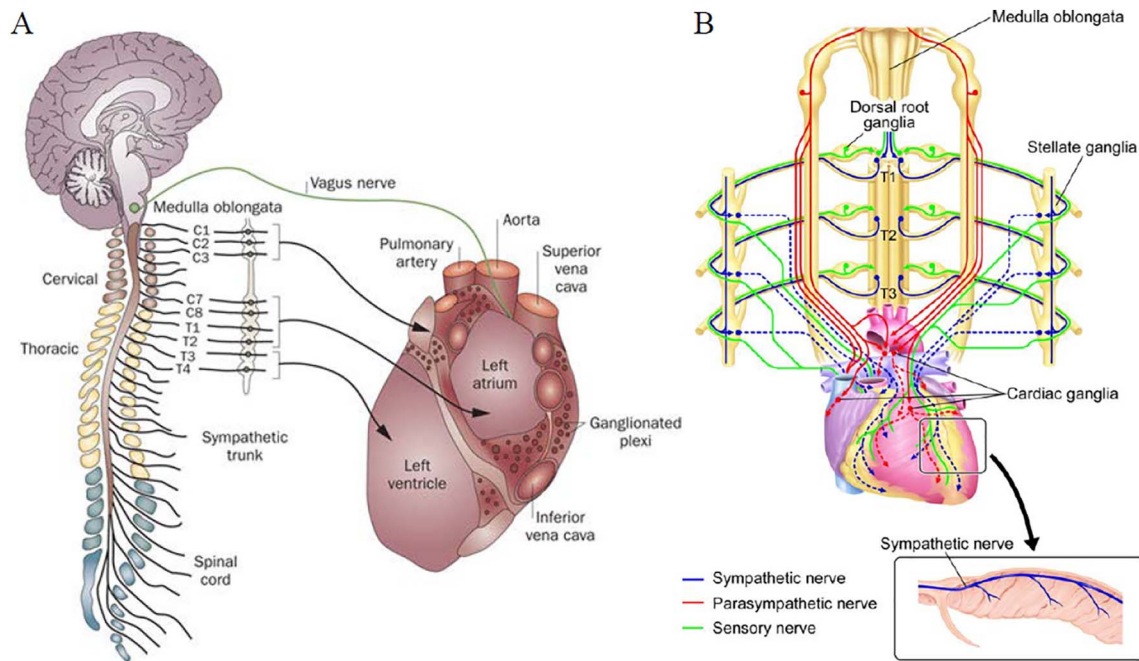 A
Vagus nerve
Medulla oblongata
C1
C2
C3
C7
C8
T1
T2
T3
T4
Cervical
Thoracic
Sympathetic
trunk
Spinal
cord
Pulmonary
artery
Aorta
Superior
vena
cava
Left
atrium
Left
ventricle
Ganglionated
plexi
Inferior
vena cava
B
Medulla oblongata
Dorsal root
ganglia
Stellate ganglia
T1
T2
T3
Cardiac ganglia
Sympathetic nerve
Sympathetic nerve
Parasympathetic nerve
Sensory nerve